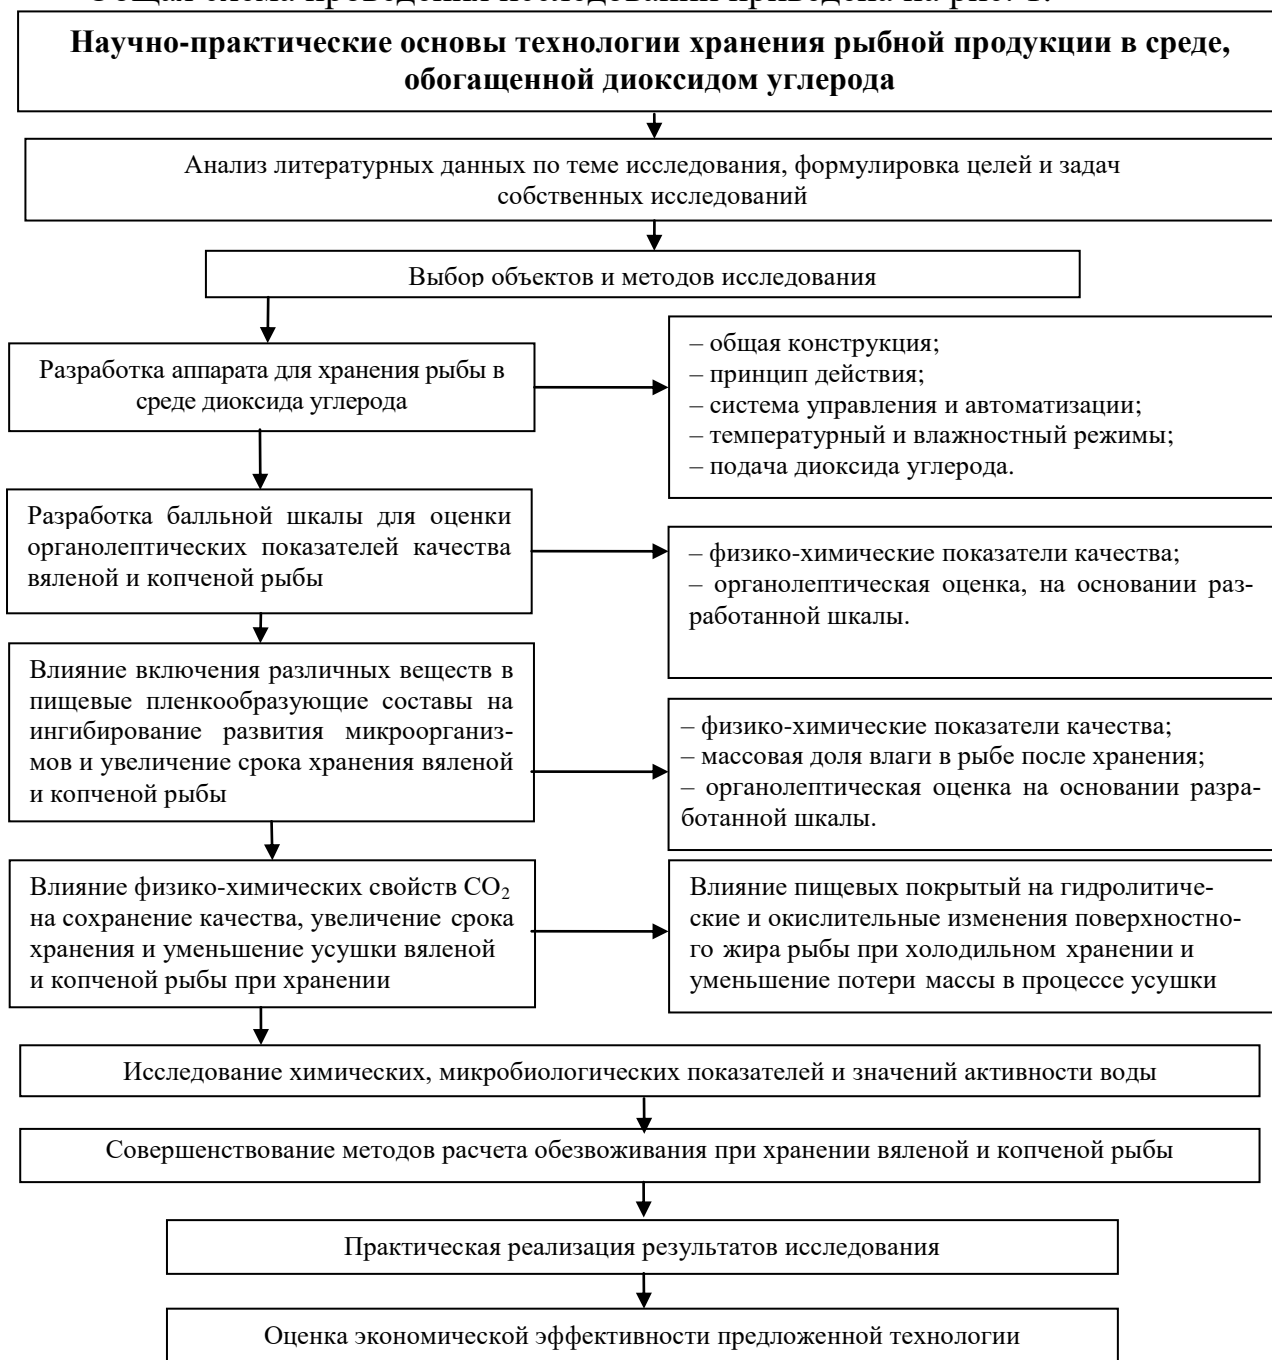 Общая схема проведения исследований приведена на рис. 1.
Научно-практические основы технологии хранения рыбной продукции в среде,
обогащенной диоксидом углерода
Анализ литературных данных по теме исследования, формулировка целей и задач
собственных исследований
Выбор объектов и методов исследования
Разработка аппарата для хранения рыбы в
среде диоксида углерода
– общая конструкция;
– принцип действия;
– система управления и автоматизации;
– температурный и влажностный режимы;
– подача диоксида углерода.
Разработка балльной шкалы для оценки
органолептических показателей качества
вяленой и копченой рыбы
– физико-химические показатели качества;
– органолептическая оценка, на основании раз-
работанной шкалы.
Влияние включения различных веществ в
пищевые пленкообразующие составы на
ингибирование развития микроорганиз-
мов и увеличение срока хранения вяленой
и копченой рыбы
– физико-химические показатели качества;
– массовая доля влаги в рыбе после хранения;
– органолептическая оценка на основании разра-
ботанной шкалы.
Влияние физико-химических свойств CO₂
на сохранение качества, увеличение срока
хранения и уменьшение усушки вяленой
и копченой рыбы при хранении
Влияние пищевых покрытый на гидролитиче-
ские и окислительные изменения поверхностно-
го жира рыбы при холодильном хранении и
уменьшение потери массы в процессе усушки
Исследование химических, микробиологических показателей и значений активности воды
Совершенствование методов расчета обезвоживания при хранении вяленой и копченой рыбы
Практическая реализация результатов исследования
Оценка экономической эффективности предложенной технологии